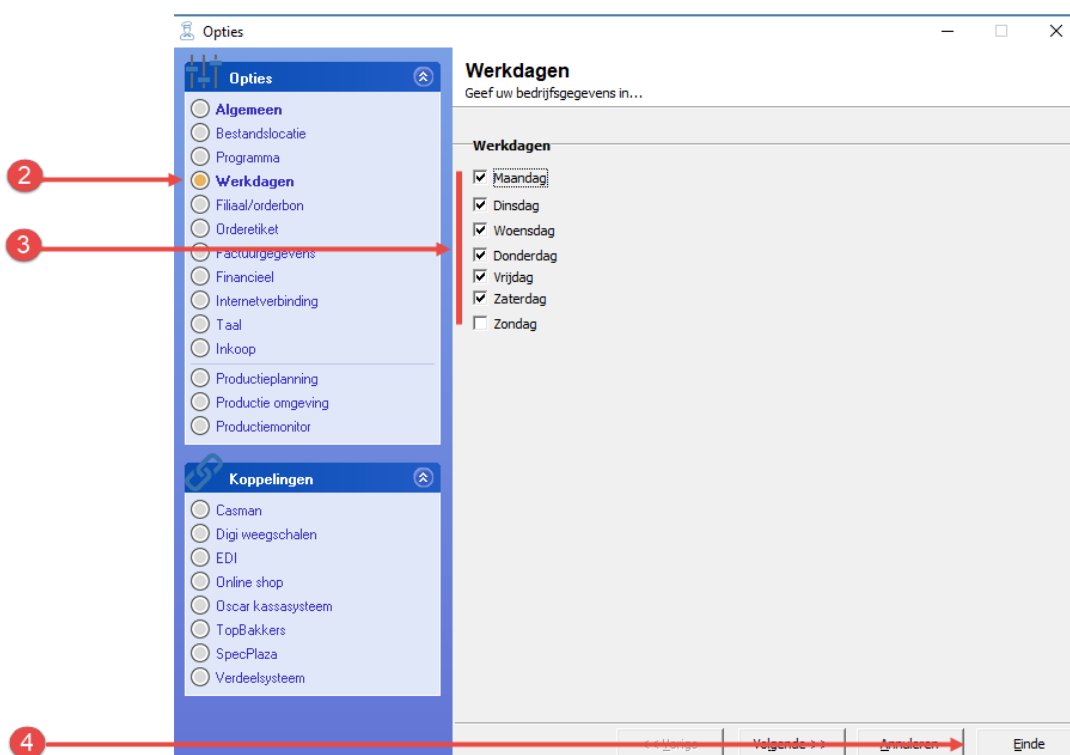 Opties
Opties
Algemeen
Bestandslocatie
Programma
Werkdagen
Filiaal/orderbon
Orderetiket
Factuurgegevens
Financieel
Internetverbinding
Taal
Inkoop
Productieplanning
Productie omgeving
Productiemonitor
Koppelingen
Casman
Digi weegschalen
EDI
Online shop
Oscar kassasysteem
TopBakkers
SpecPlaza
Verdeelsysteem
Werkdagen
Geef uw bedrijfsgegevens in...
Werkdagen
Maandag
Dinsdag
Woensdag
Donderdag
Vrijdag
Zaterdag
Zondag
2
3
4
<< Vorige Volgende >> Annuleren Einde